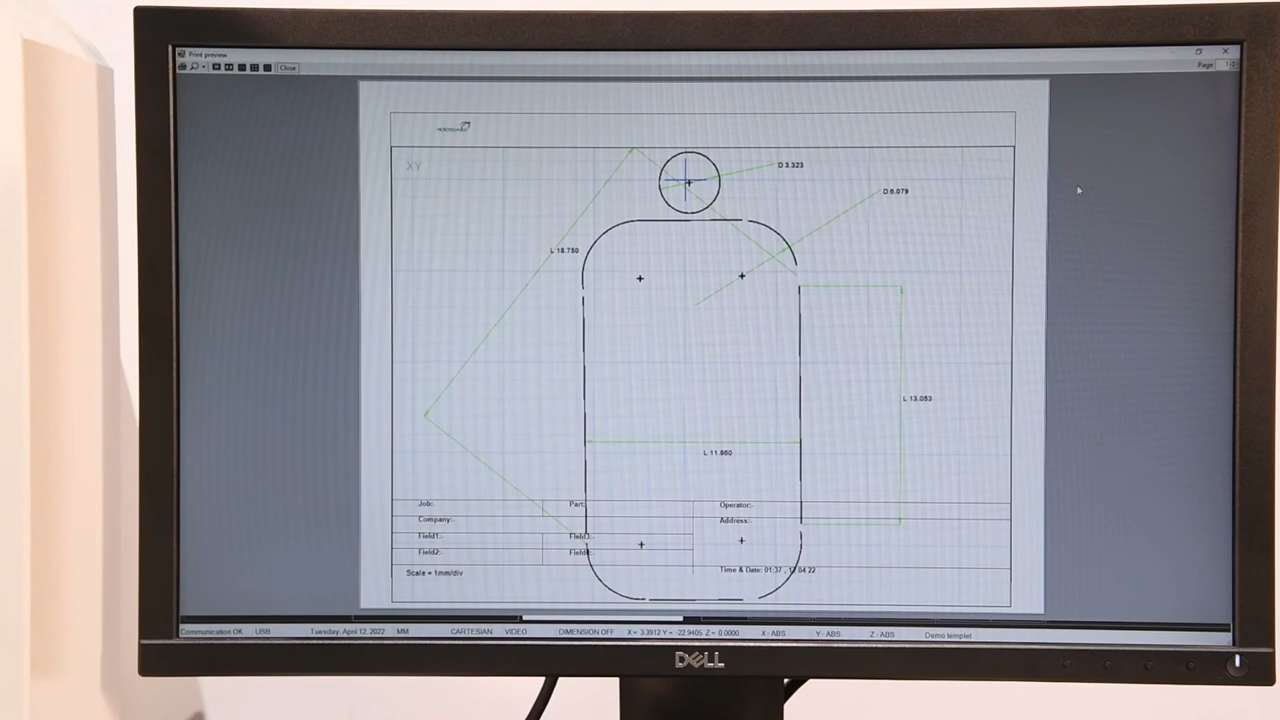 Print preview
Close
Page 1
XY
D 3.323
D 6.079
L 18.750
L 13.053
L 11.860
Job:-
Part:
Operator:-
Company:-
Address:-
Field1:-
Field2:-
Scale = 1mm/div
Time & Date: 01:37 , 12 04 22
Communication OK USB Tuesday, April 12, 2022 MM CARTESIAN VIDEO DIMENSION OFF X = 3.3912 Y = -22.9405 Z = 0.0000 X - ABS Y - ABS Z - ABS Demo templet
DELL